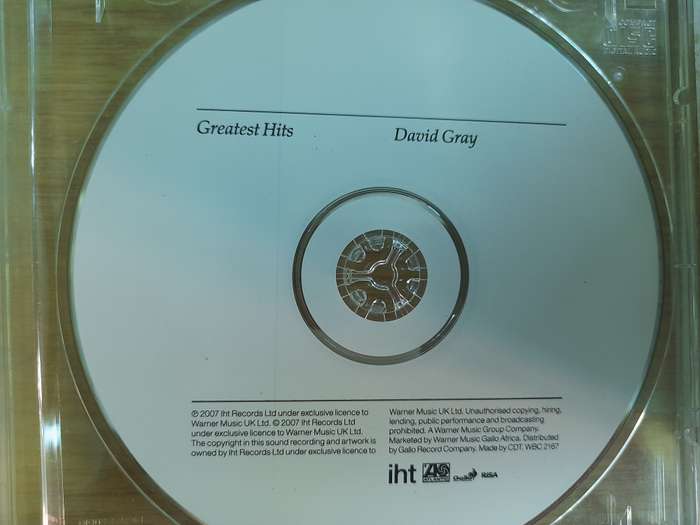 COMPACT
DIGITAL AUDIO
Greatest Hits
David Gray
℗ 2007 Iht Records Ltd under exclusive licence to
Warner Music UK Ltd. © 2007 Iht Records Ltd
under exclusive licence to Warner Music UK Ltd.
The copyright in this sound recording and artwork is
owned by Iht Records Ltd under exclusive licence to
Warner Music UK Ltd. Unauthorised copying, hiring,
lending, public performance and broadcasting
prohibited. A Warner Music Group Company.
Marketed by Warner Music Gallo Africa. Distributed
by Gallo Record Company. Made by CDT. WBC 2167
iht
ATLANTIC
RiSA